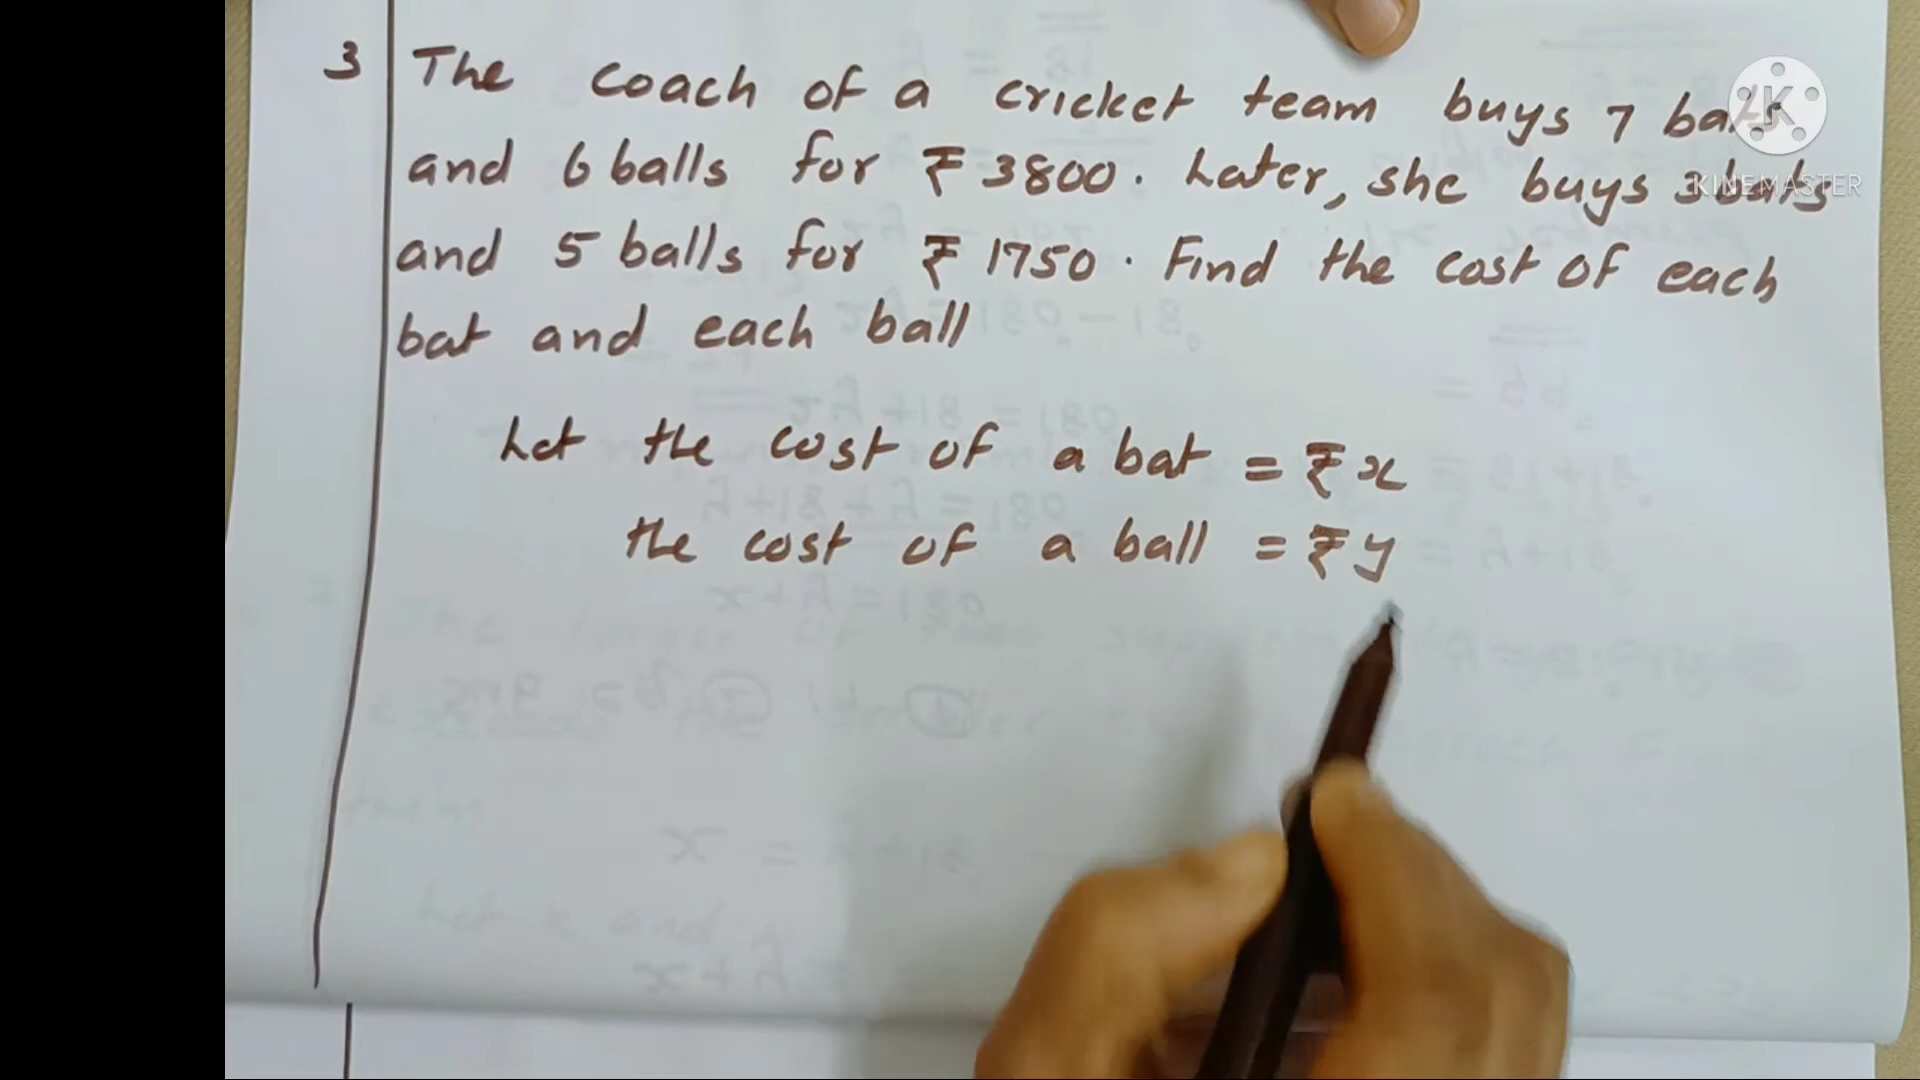 3 The coach of a cricket team buys 7 bats
and 6 balls for ₹ 3800. Later, she buys 3 bats
and 5 balls for ₹ 1750. Find the cost of each
bat and each ball
Let the cost of a bat = ₹ x
the cost of a ball = ₹ y
K
KINEMASTER